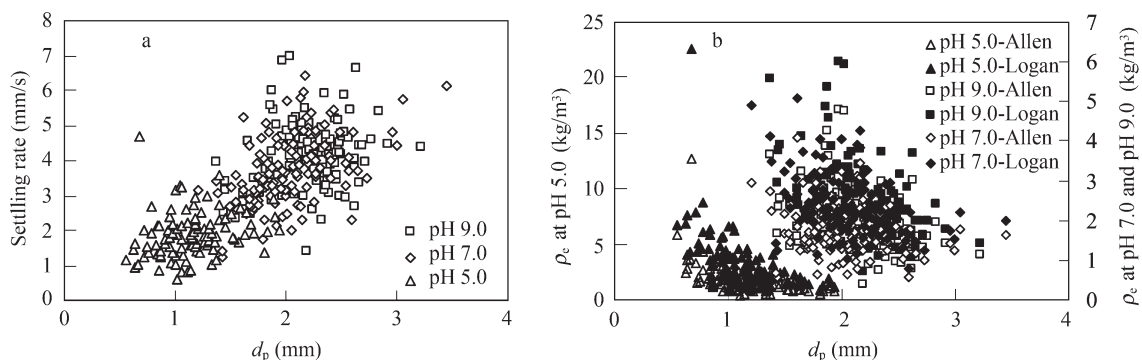 a
Settlling rate (mm/s)
8
7
6
5
4
3
2
1
0
0
1
2
3
4
d_p (mm)
pH 9.0
pH 7.0
pH 5.0
b
ρ_e at pH 5.0 (kg/m³)
25
20
15
10
5
0
0
1
2
3
4
d_p (mm)
pH 5.0-Allen
pH 5.0-Logan
pH 9.0-Allen
pH 9.0-Logan
pH 7.0-Allen
pH 7.0-Logan
7
6
5
4
3
2
1
0
ρ_e at pH 7.0 and pH 9.0 (kg/m³)